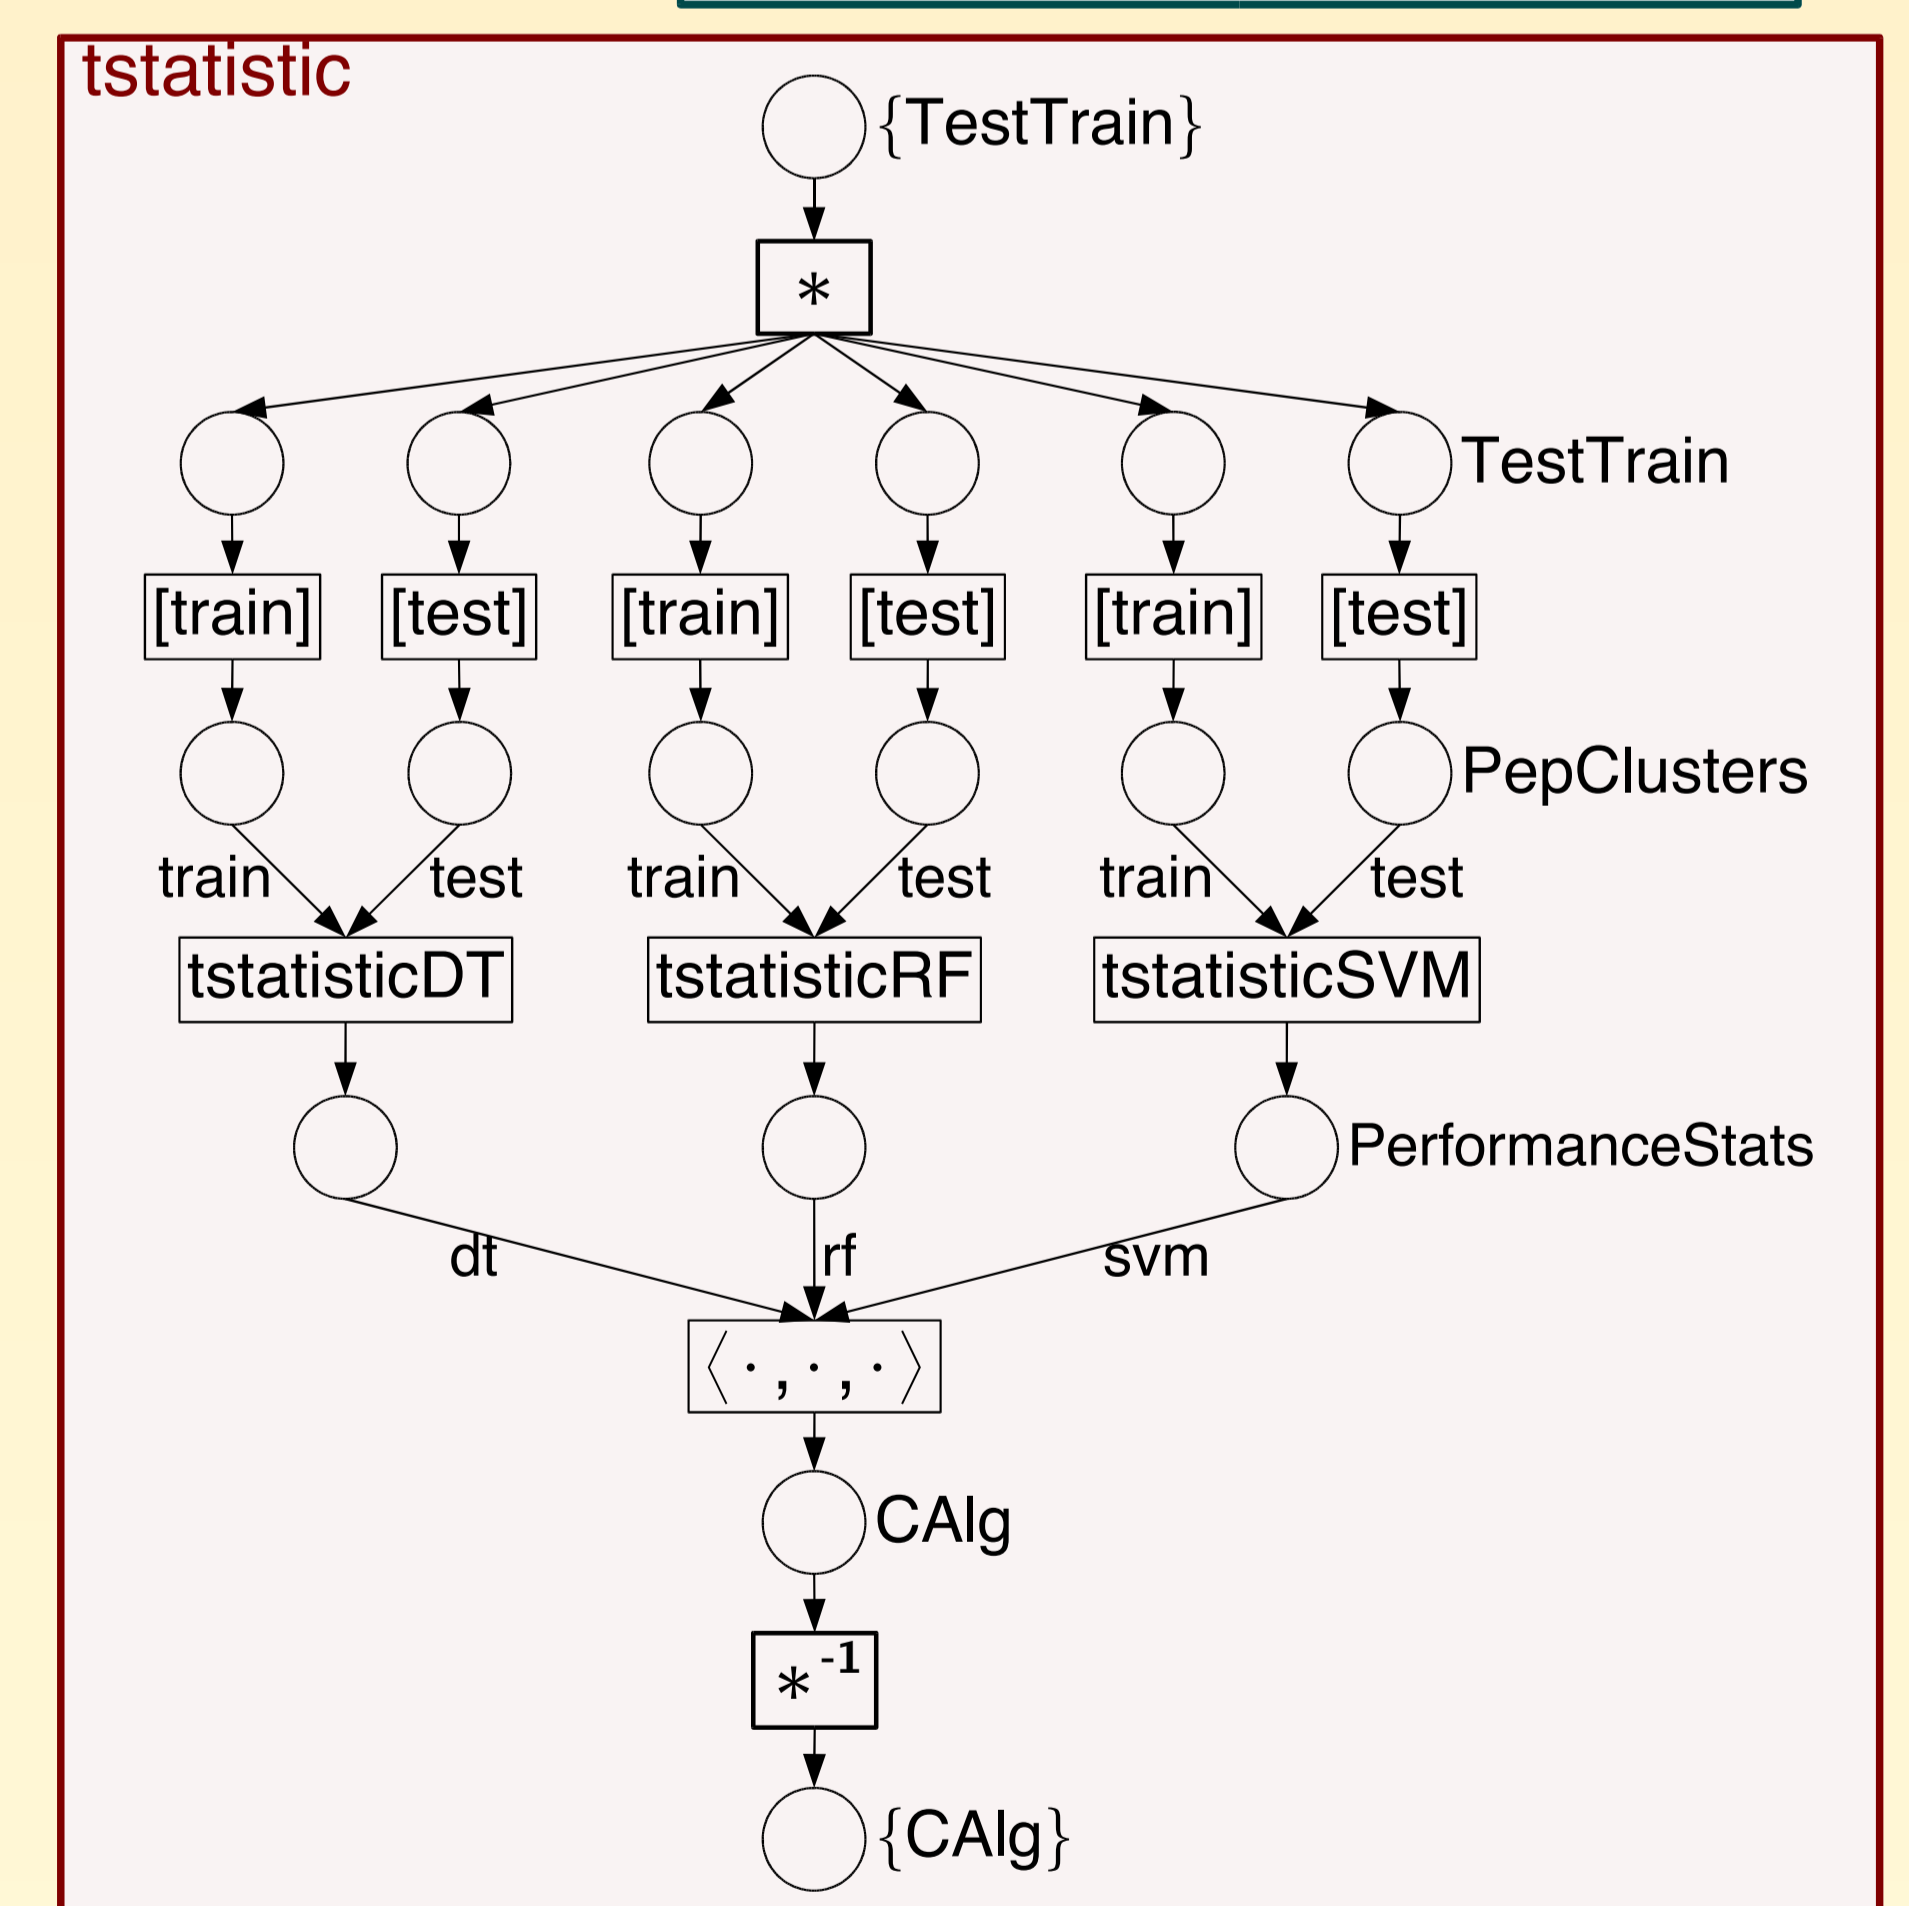 tstatistic
{TestTrain}
*
TestTrain
[train] [test] [train] [test] [train] [test]
PepClusters
train test train test train test
tstatisticDT tstatisticRF tstatisticSVM
PerformanceStats
dt rf svm
⟨·,·,·⟩
CAlg
*-1
{CAlg}